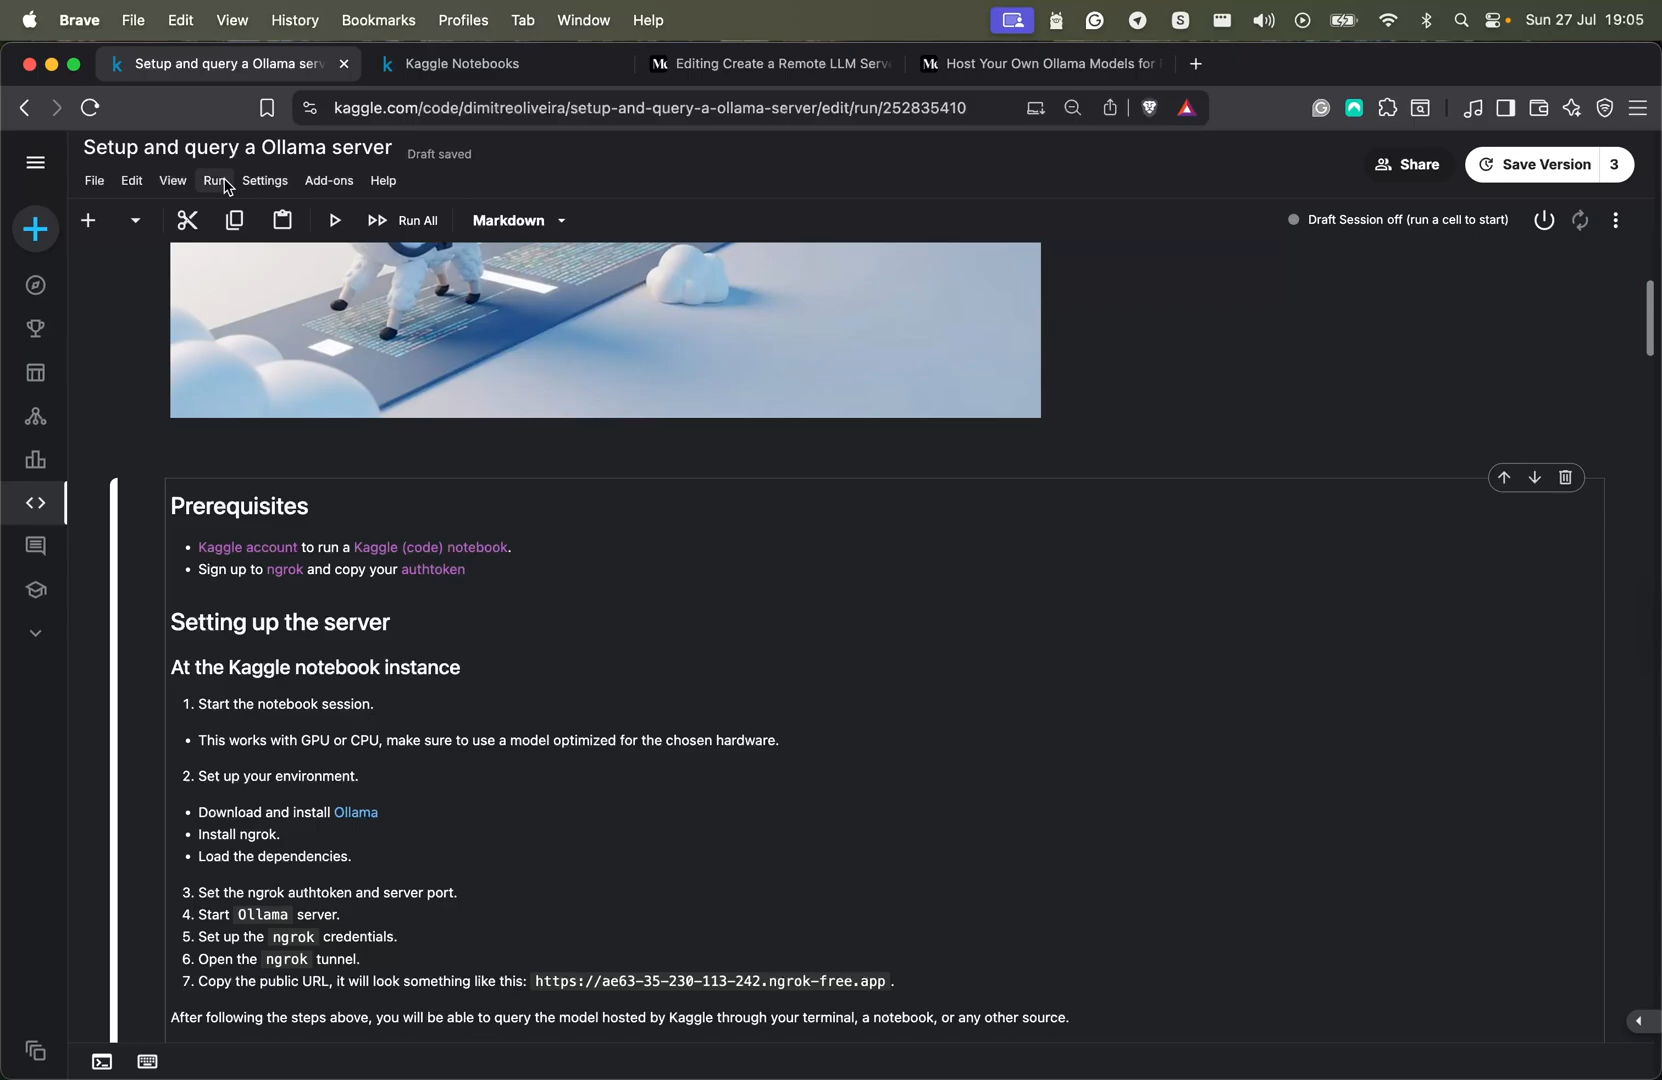 Brave File Edit View History Bookmarks Profiles Tab Window Help Sun 27 Jul 19:05
Setup and query a Ollama serv
Kaggle Notebooks
Editing Create a Remote LLM Serve
Host Your Own Ollama Models for
kaggle.com/code/dimitreoliveira/setup-and-query-a-ollama-server/edit/run/252835410
Setup and query a Ollama server Draft saved
Share
Save Version 3
File Edit View Run Settings Add-ons Help
Run All Markdown Draft Session off (run a cell to start)
Prerequisites
• Kaggle account to run a Kaggle (code) notebook.
• Sign up to ngrok and copy your authtoken
Setting up the server
At the Kaggle notebook instance
1. Start the notebook session.
• This works with GPU or CPU, make sure to use a model optimized for the chosen hardware.
2. Set up your environment.
• Download and install Ollama
• Install ngrok.
• Load the dependencies.
3. Set the ngrok authtoken and server port.
4. Start Ollama server.
5. Set up the ngrok credentials.
6. Open the ngrok tunnel.
7. Copy the public URL, it will look something like this: https://ae63-35-230-113-242.ngrok-free.app.
After following the steps above, you will be able to query the model hosted by Kaggle through your terminal, a notebook, or any other source.